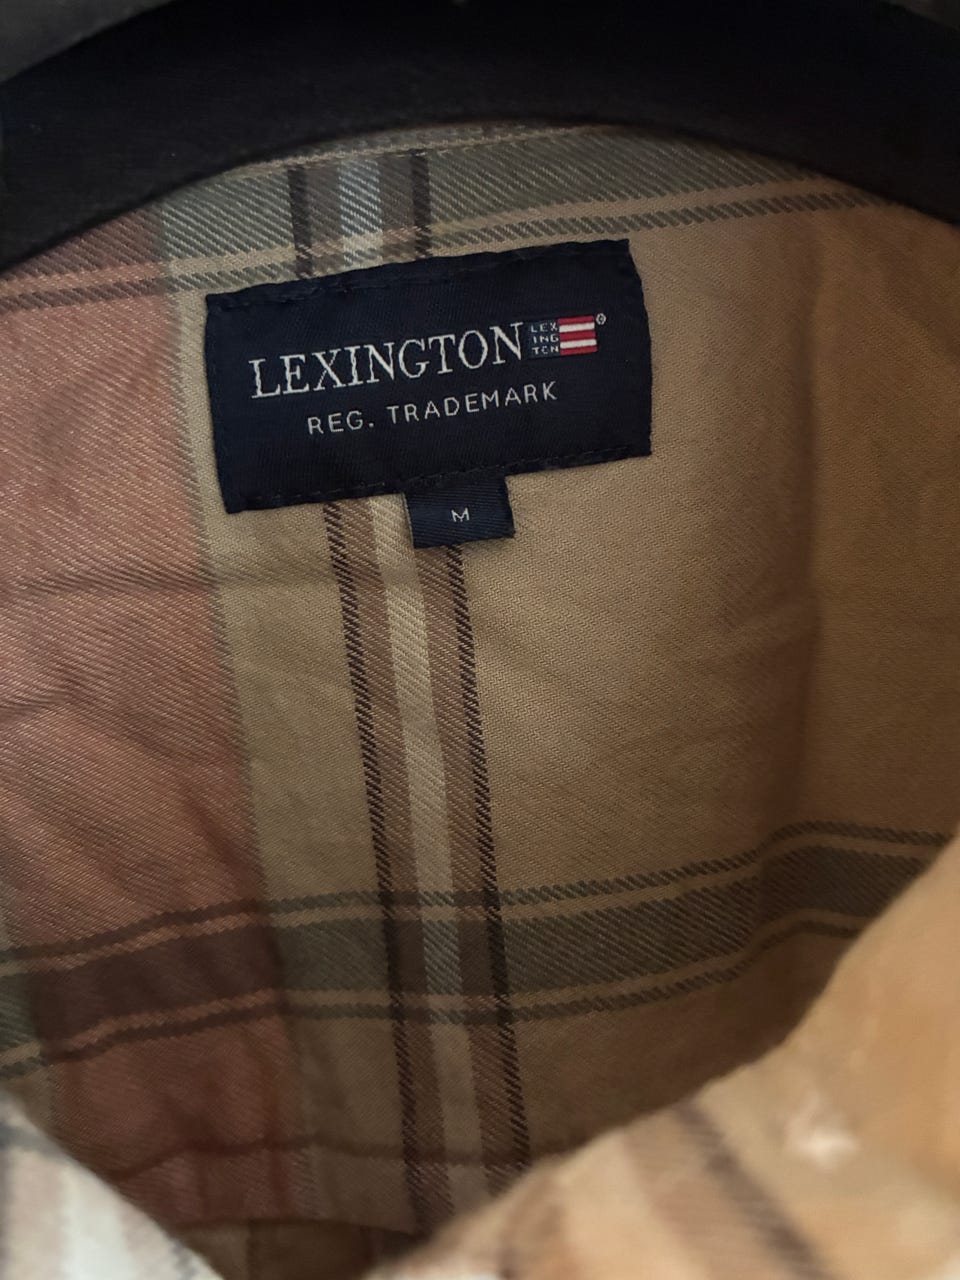 LEXINGTON
LEX
ING
TON
®
REG. TRADEMARK
M